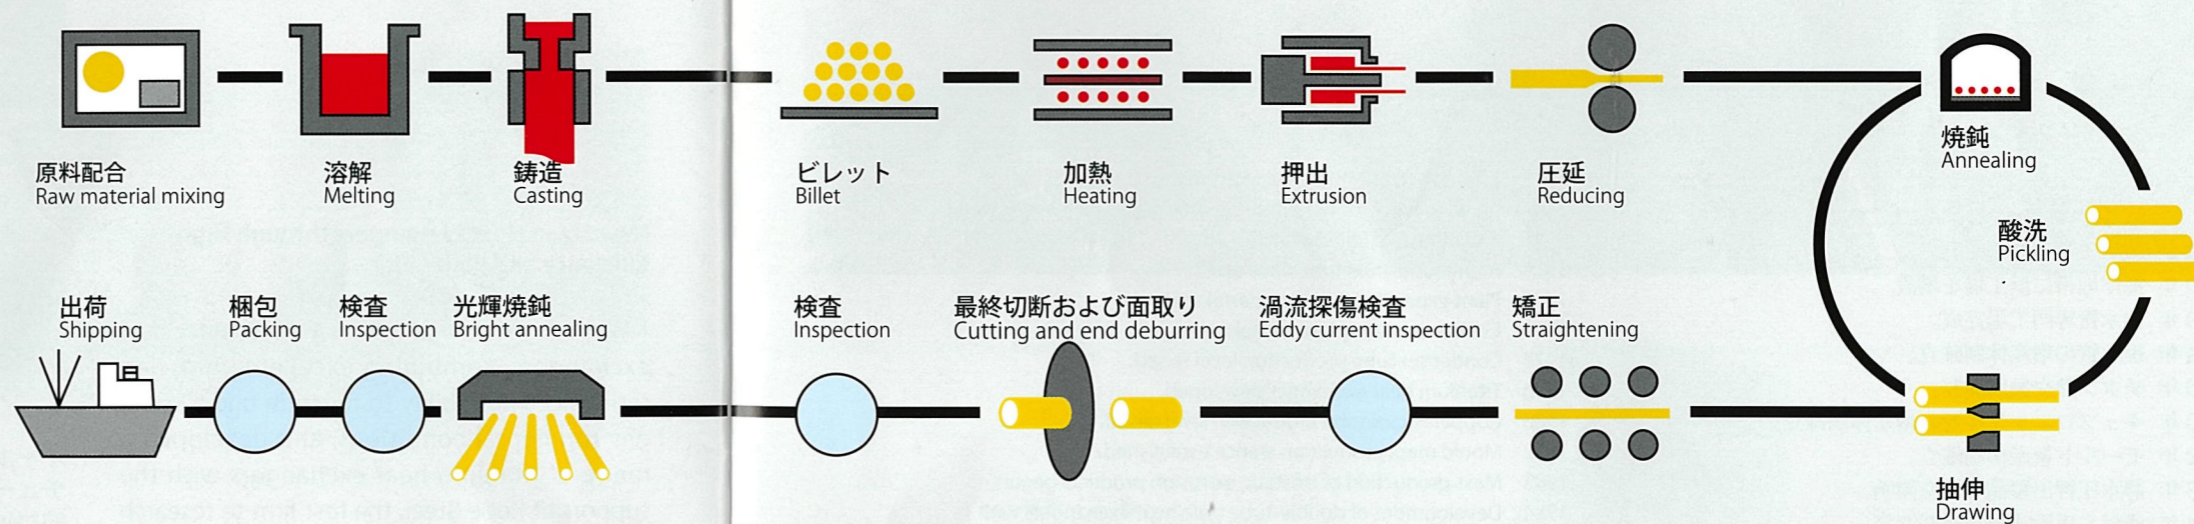 原料配合
Raw material mixing
溶解
Melting
鋳造
Casting
ビレット
Billet
加熱
Heating
押出
Extrusion
圧延
Reducing
焼鈍
Annealing
酸洗
Pickling
抽伸
Drawing
矯正
Straightening
渦流探傷検査
Eddy current inspection
最終切断および面取り
Cutting and end deburring
検査
Inspection
光輝焼鈍
Bright annealing
検査
Inspection
梱包
Packing
出荷
Shipping